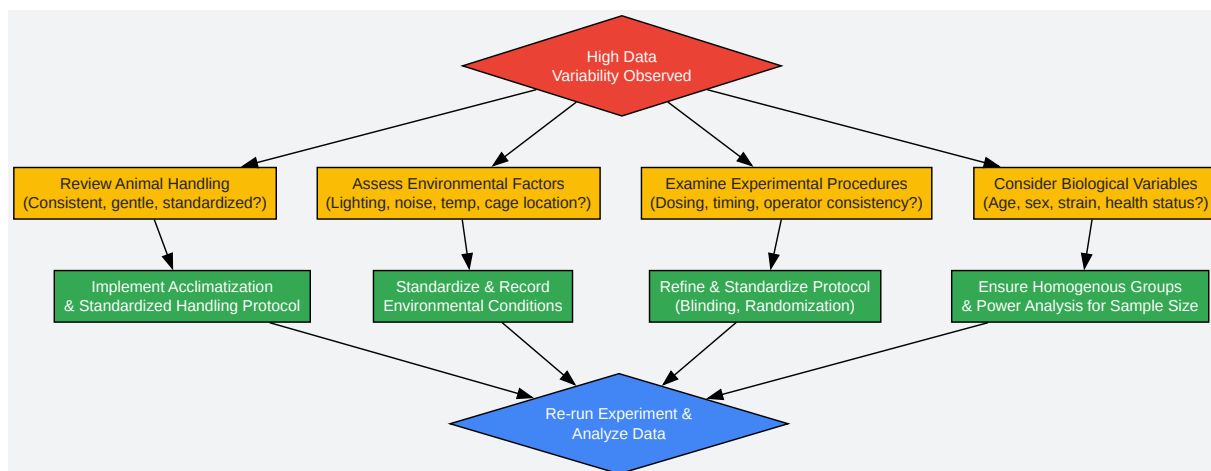 High Data
Variability Observed
Review Animal Handling
(Consistent, gentle, standardized?)
Assess Environmental Factors
(Lighting, noise, temp, cage location?)
Examine Experimental Procedures
(Dosing, timing, operator consistency?)
Consider Biological Variables
(Age, sex, strain, health status?)
Implement Acclimatization
& Standardized Handling Protocol
Standardize & Record
Environmental Conditions
Refine & Standardize Protocol
(Blinding, Randomization)
Ensure Homogenous Groups
& Power Analysis for Sample Size
Re-run Experiment &
Analyze Data